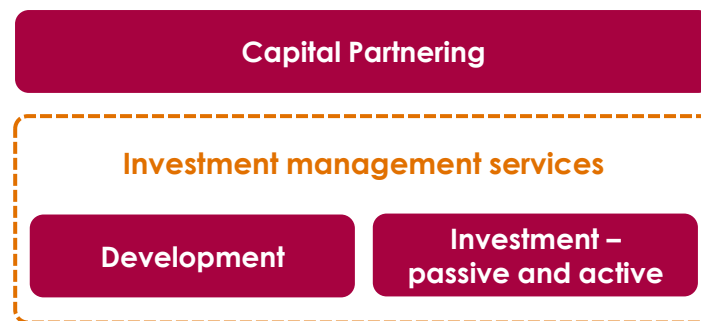 Capital Partnering
Investment management services
Development
Investment –
passive and active